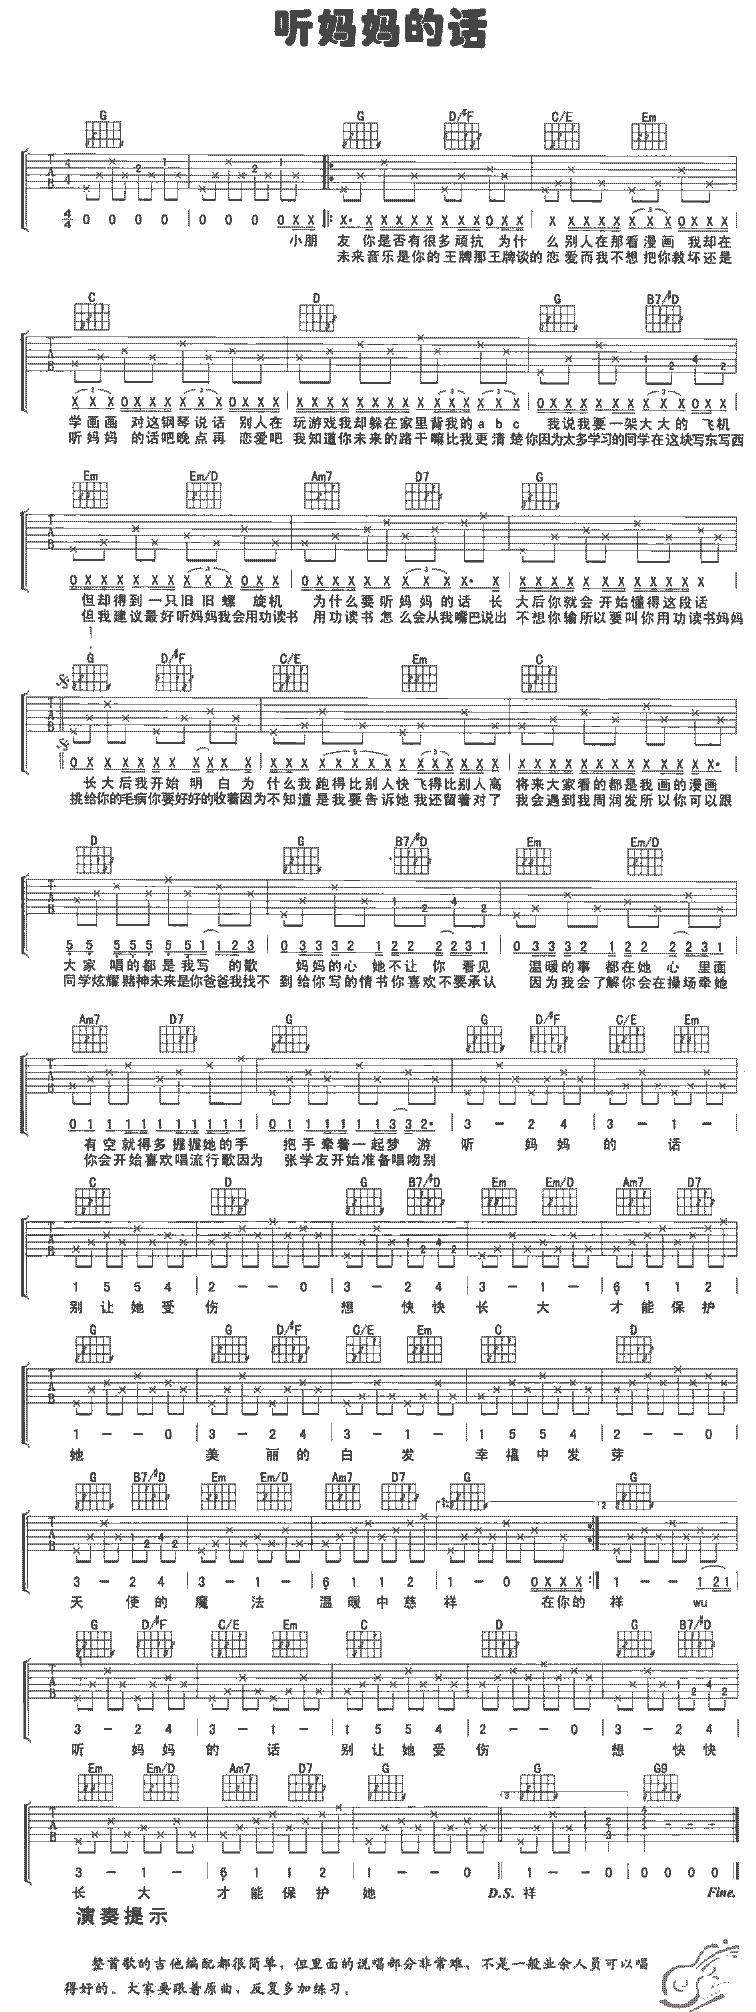 听妈妈的话
G G D/#F C/E Em
T A B 4 4 2 1 2 1
4/4 0 0 0 0 | 0 0 0 0XX
小朋 友 你是否有很多顽抗 为什 么别人在那看漫画 我却在
未来音乐是你的王牌那王牌谈的恋爱而我不想把你教坏还是
C D G B7/#D
学画画 对这钢琴说话 别人在 玩游戏我却躲在家里背我的abc 我说我要一架大大的 飞机
听妈妈 的话吧晚点再 恋爱吧 我知道你未来的路干嘛比我更清楚你因为太多学习的同学在这块写东写西
Em Em/D Am7 D7 G
但却得到一只旧旧螺 旋机 为什么要听妈妈的话 长 大后你就会开始懂得这段话
但我建议最好听妈妈我会用功读书 用功读书 怎么会从我嘴巴说出 不想你输所以要叫你用功读书妈妈
G D/#F C/E Em C
长大后我开始 明 白为 什么我跑得比别人快飞得比别人高 将来大家看的都是我画的漫画
挑给你的毛病你要好好的收着因为不知道是我要告诉她我还留着对了 我会遇到我周润发所以你可以跟
D G B7/#D Em Em/D
大家 唱的都是我写 的歌 妈妈的心她不让 你 看见 温暖的事 都在她 心 里面
同学炫耀赌神未来是你爸爸我找不 到给你写的情书你喜欢不要承认 因为我会了解你会在操场牵她
Am7 D7 G G D/#F C/E Em
0 1 1 1 1 1 1 1 1 1 1 1 | 0 1 1 1 1 1 1 1 3 3 2· | 3 - 2 4 | 3 - 1 - |
有空就得多握握她的手 把手牵着一起梦 游 听 妈 妈 的 话
你会开始喜欢唱流行歌因为 张学友开始准备唱吻别
C D G B7/#D Em Em/D Am7 D7
1 5 5 4 | 2 - - 0 | 3 - 2 4 | 3 - 1 - | 6 1 1 2 |
别 让 她 受 伤 想 快 快 长 大 才 能 保 护
G G D/#F C/E Em C D
1 - - 0 | 3 - 2 4 | 3 - 1 - | 1 5 5 4 | 2 - - 0 |
她 美 丽 的 白 发 幸 福 中 发 芽
G B7/#D Em Em/D Am7 D7 G G
3 - 2 4 | 3 - 1 - | 6 1 1 2 | 1 - 0 0XXX :| 1 - - 1 2 1 |
天 使 的 魔 法 温 暖 中 慈 祥 在你的 祥 wu
G D/#F C/E Em C D G B7/#D
3 - 2 4 | 3 - 1 - | 1 5 5 4 | 2 - - 0 | 3 - 2 4 |
听 妈 妈 的 话 别 让 她 受 伤 想 快 快
Em Em/D Am7 D7 G G G9
3 - 1 - | 6 1 1 2 | 1 - - 0 | 1 - - 0 | 0 0 0 0
长 大 才 能 保 护 她 D.S. 祥 Fine.
演奏提示
整首歌的吉他编配都很简单，但里面的说唱部分非常难，不是一般业余人员可以唱
得好的。大家要跟着原曲，反复多加练习。